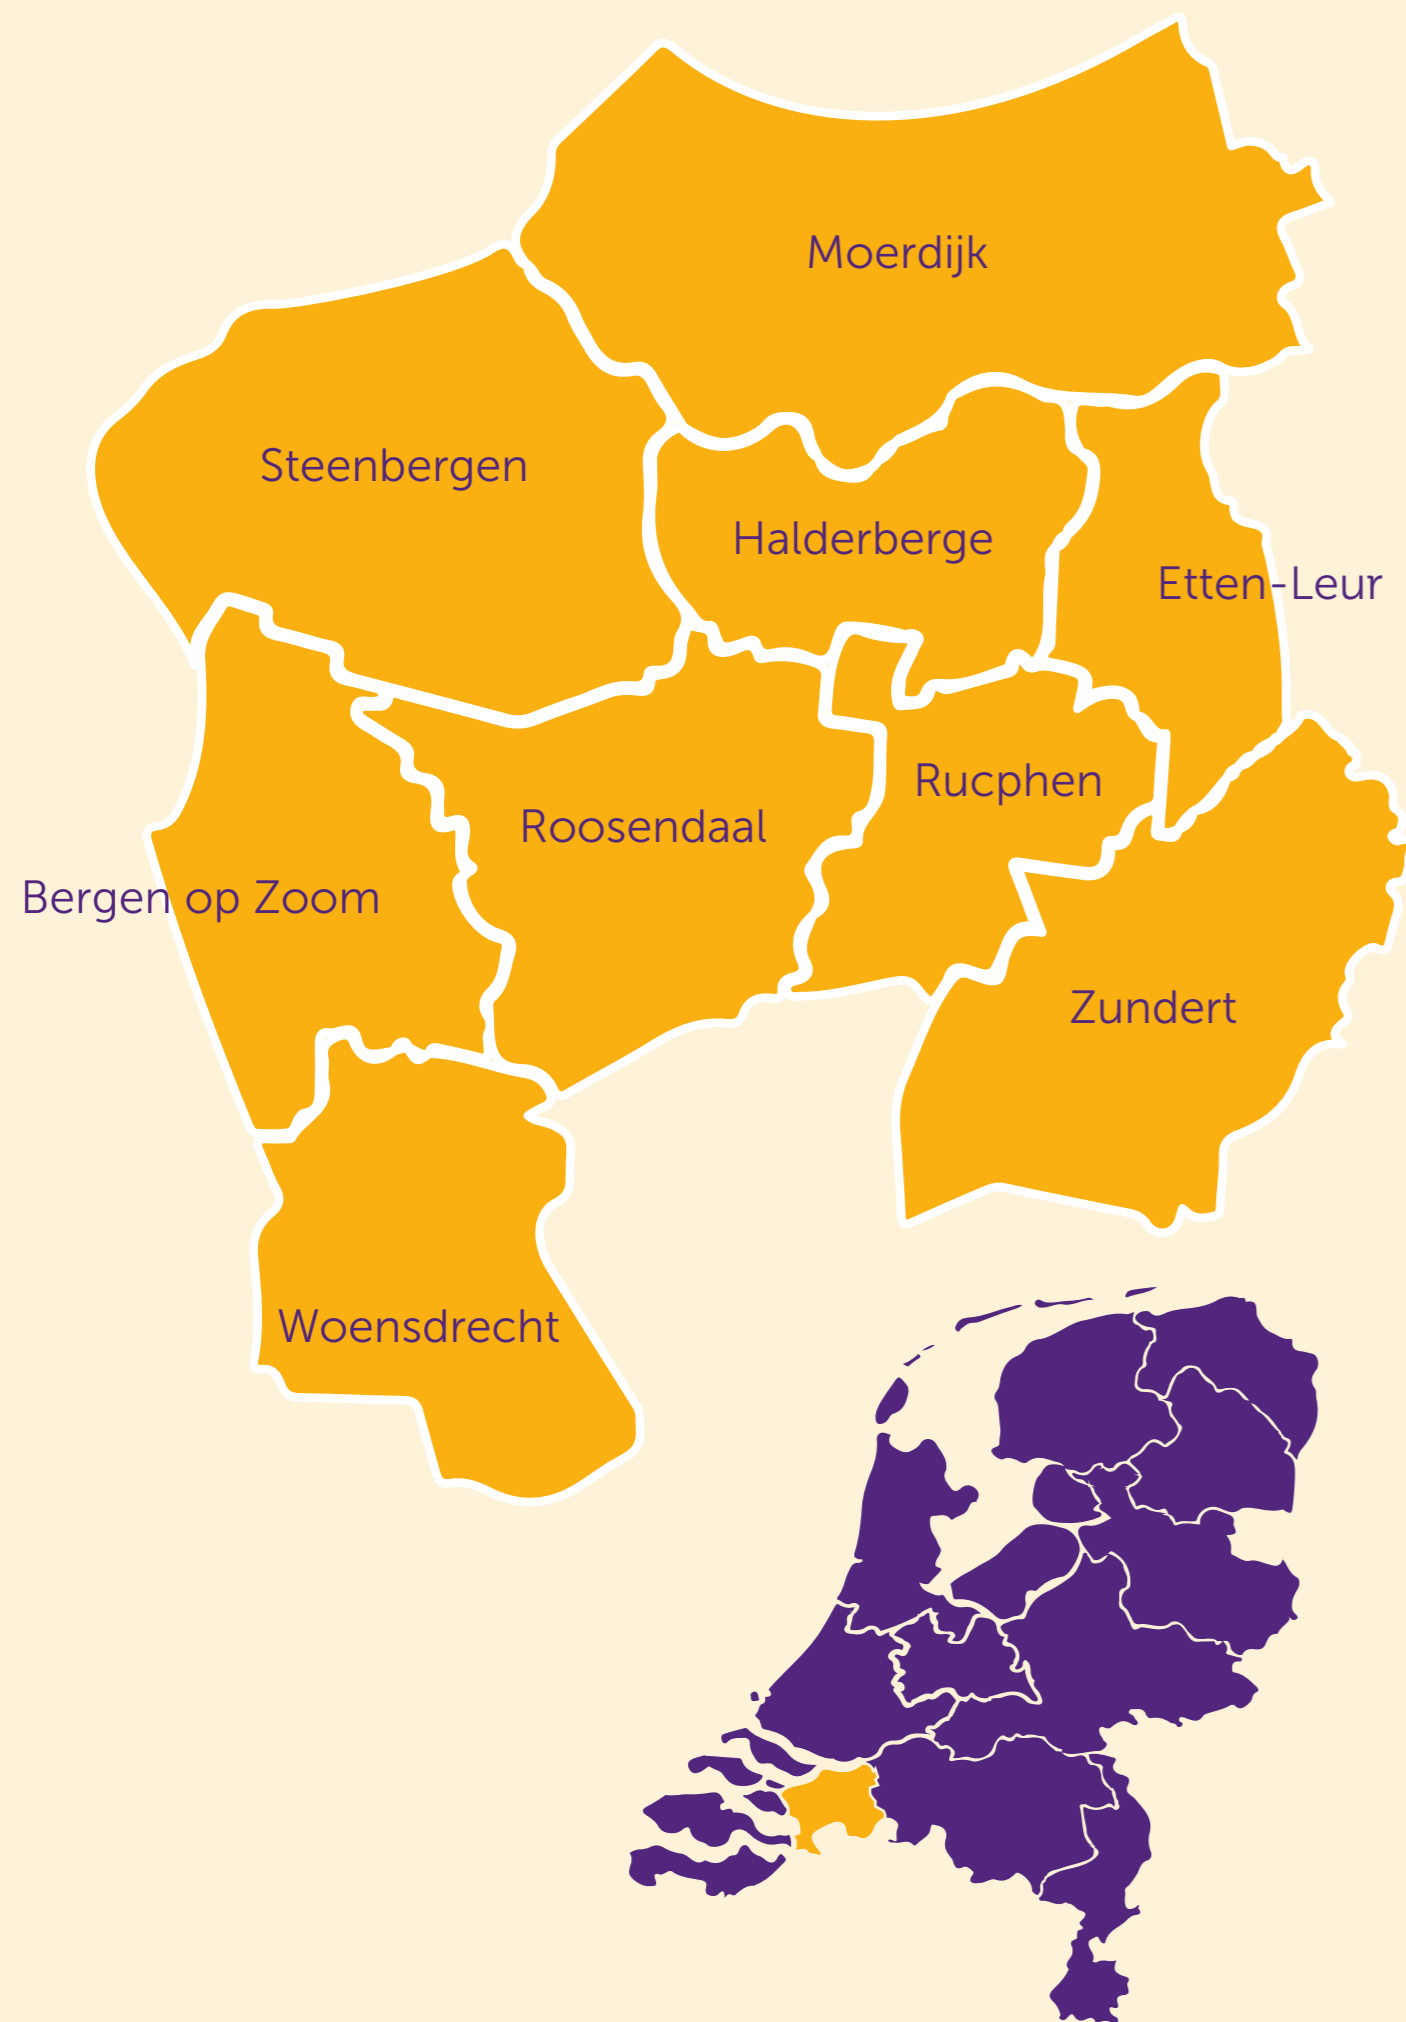 Moerdijk
Steenbergen
Halderberge
Etten-Leur
Rucphen
Roosendaal
Bergen op Zoom
Zundert
Woensdrecht